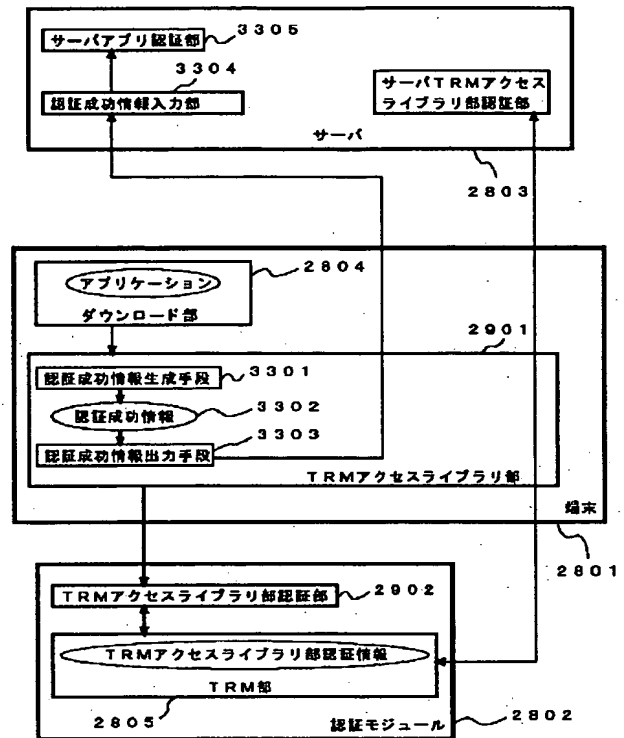 3305
サーバアプリ認証部
3304
認証成功情報入力部
サーバTRMアクセス
ライブラリ部認証部
サーバ
2803
2804
アプリケーション
ダウンロード部
2901
3301
認証成功情報生成手段
3302
認証成功情報
3303
認証成功情報出力手段
TRMアクセスライブラリ部
端末
2801
TRMアクセスライブラリ部認証部
2902
TRMアクセスライブラリ部認証情報
TRM部
2805
認証モジュール
2802